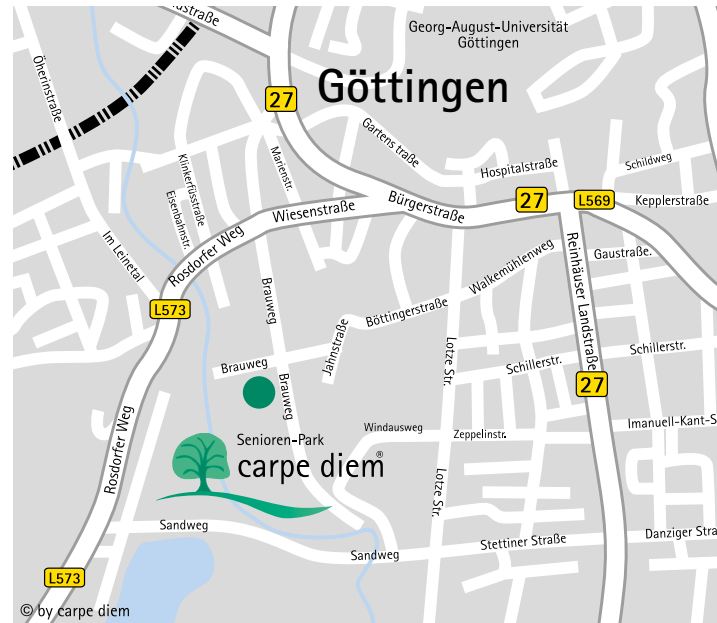 dstraße
Georg-August-Universität
Göttingen
Göttingen
27
Öherinstraße
Gartens traße
Klinkerfüsstraße
Eisenbahnstr.
Marienstr.
Hospitalstraße
Schildweg
27
L569
Kepplerstraße
Bürgerstraße
Wiesenstraße
Rosdorfer Weg
Im Leinetal
L573
Walkemühlenweg
Gaustraße.
Reinhäuser Landstraße
Brauweg
Böttingerstraße
Jahnstraße
Lotze Str.
Schillerstr.
Schillerstr.
Brauweg
Brauweg
27
Windausweg
Zeppelinstr.
Imanuell-Kant-S
Senioren-Park
carpe diem®
Rosdorfer Weg
Lotze Str.
Sandweg
Sandweg
Stettiner Straße
Danziger Stra
L573
© by carpe diem